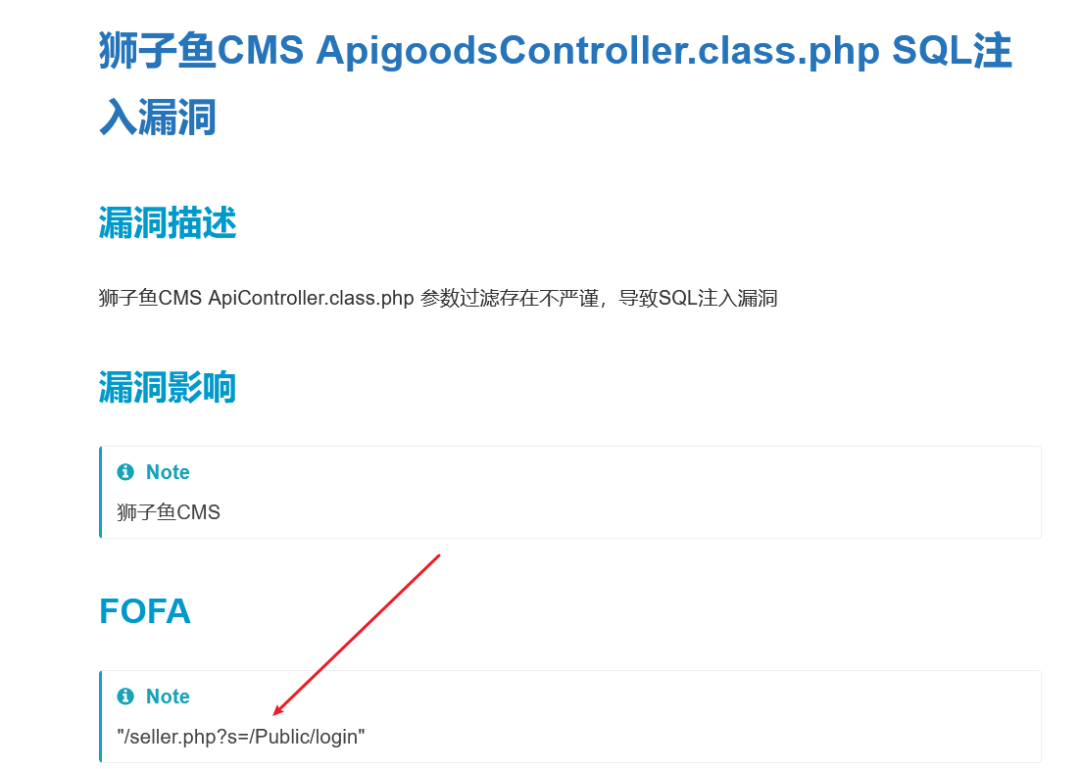 狮子鱼CMS ApigoodsController.class.php SQL注
入漏洞
漏洞描述
狮子鱼CMS ApiController.class.php 参数过滤存在不严谨，导致SQL注入漏洞
漏洞影响
Note
狮子鱼CMS
FOFA
Note
"/seller.php?s=/Public/login"